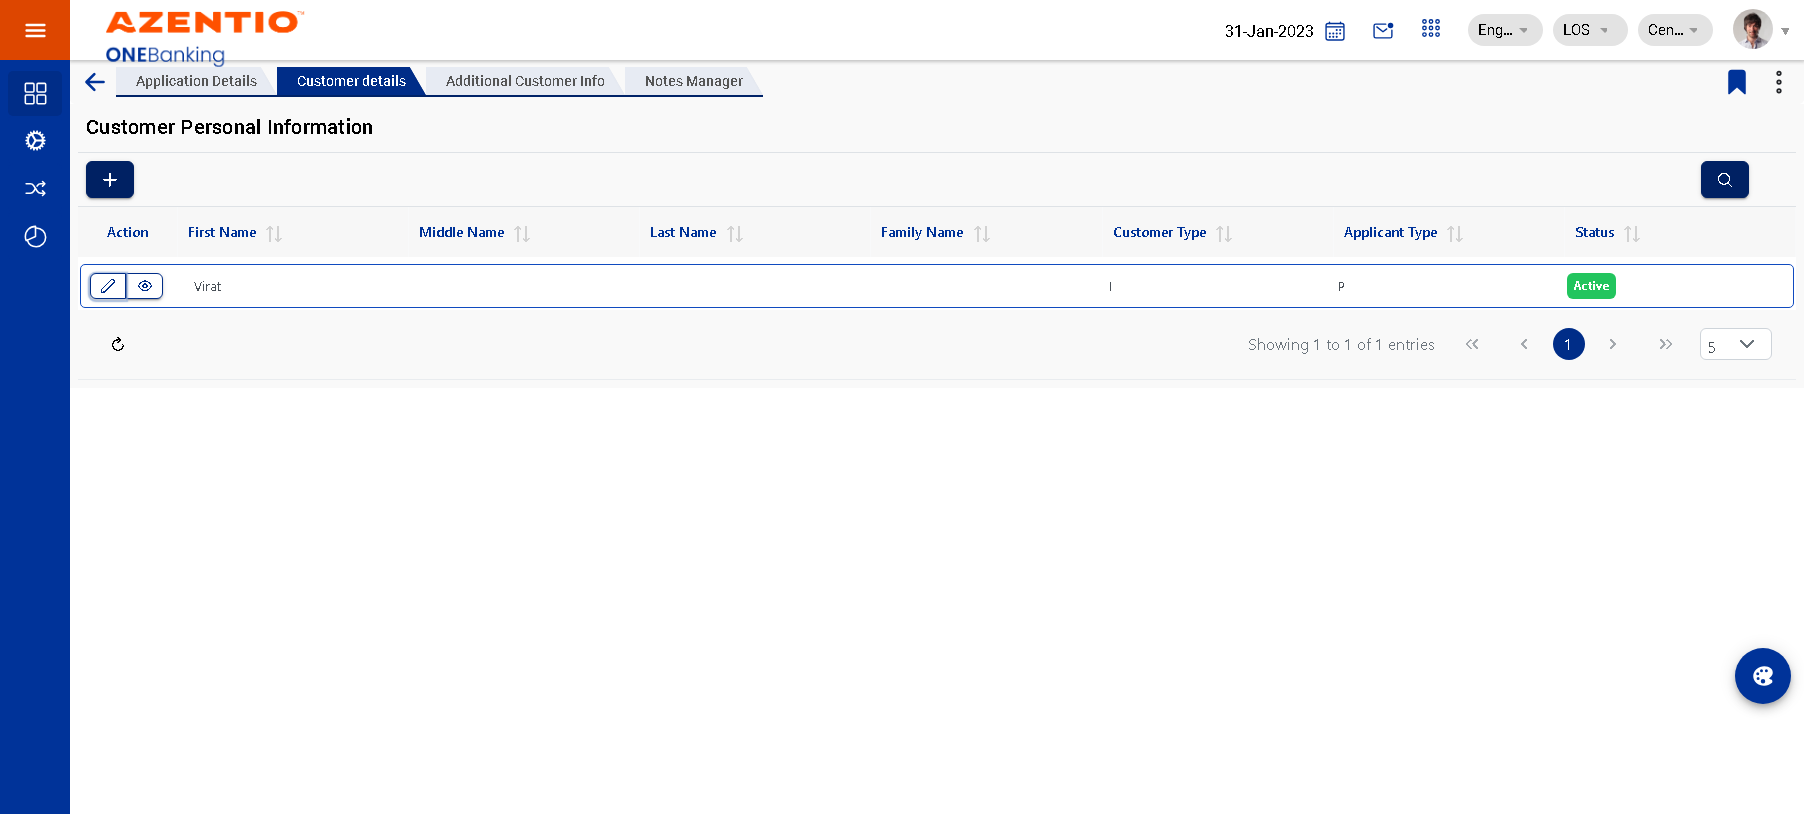 AZENTIO™
ONEBanking
31-Jan-2023
Eng...
LOS
Cen...
Application Details
Customer details
Additional Customer Info
Notes Manager
Customer Personal Information
Action
First Name
Middle Name
Last Name
Family Name
Customer Type
Applicant Type
Status
Virat
I
P
Active
Showing 1 to 1 of 1 entries
1
5